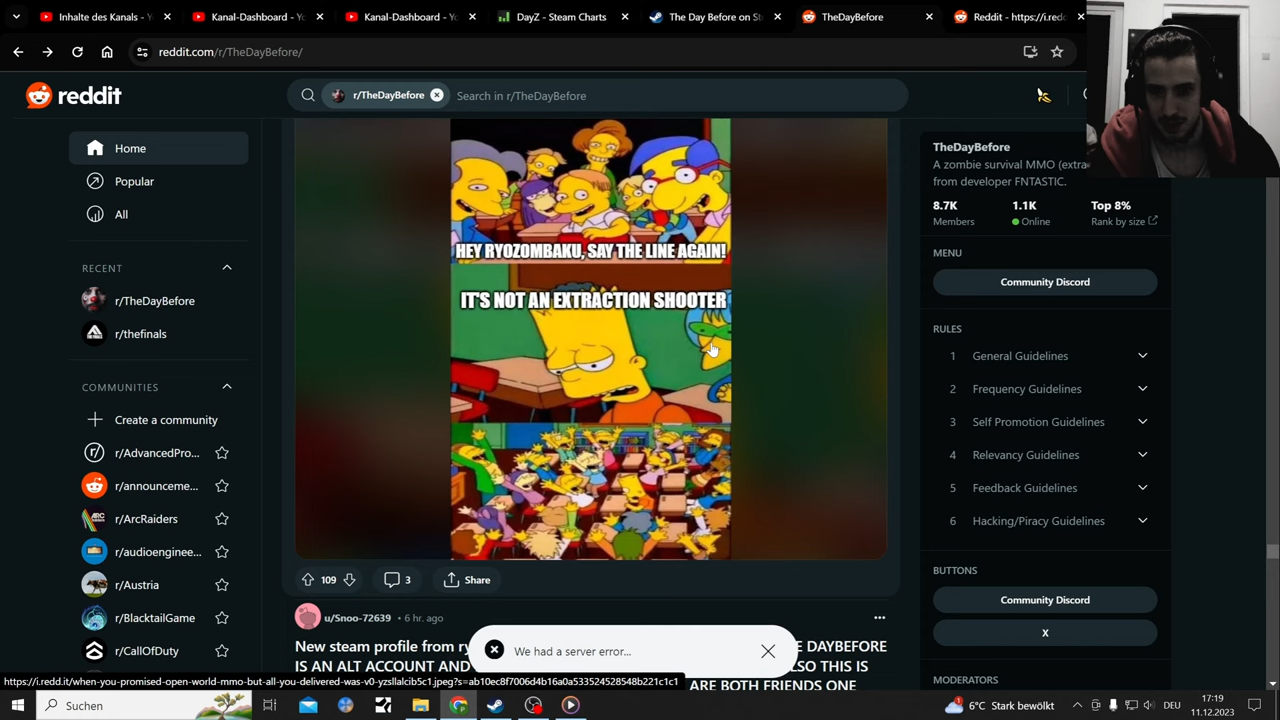 Inhalte des Kanals - Y
Kanal-Dashboard - Yo
Kanal-Dashboard - Yo
DayZ - Steam Charts
The Day Before on St
TheDayBefore
Reddit - https://i.redd
reddit.com/r/TheDayBefore/
reddit
r/TheDayBefore
Search in r/TheDayBefore
Home
Popular
All
RECENT
r/TheDayBefore
r/thefinals
COMMUNITIES
Create a community
r/AdvancedPro...
r/announceme...
r/ArcRaiders
r/audioenginee...
r/Austria
r/BlacktailGame
r/CallOfDuty
HEY RYOZOMBAKU, SAY THE LINE AGAIN!
IT'S NOT AN EXTRACTION SHOOTER
109
3
Share
u/Snoo-72639 • 6 hr. ago
New steam profile from ry
E DAYBEFORE
IS AN ALT ACCOUNT AND
LSO THIS IS
ARE BOTH FRIENDS ONE
We had a server error...
TheDayBefore
A zombie survival MMO (extra
from developer FNTASTIC.
8.7K
1.1K
Top 8%
Members
Online
Rank by size
MENU
Community Discord
RULES
1 General Guidelines
2 Frequency Guidelines
3 Self Promotion Guidelines
4 Relevancy Guidelines
5 Feedback Guidelines
6 Hacking/Piracy Guidelines
BUTTONS
Community Discord
X
MODERATORS
https://i.redd.it/when-you-promised-open-world-mmo-but-all-you-delivered-was-v0-yzsllalcib5c1.jpeg?s=ab10ec8f7006d4b16a0a533524528548b221c1c1
Suchen
6°C Stark bewölkt
DEU
17:19
11.12.2023